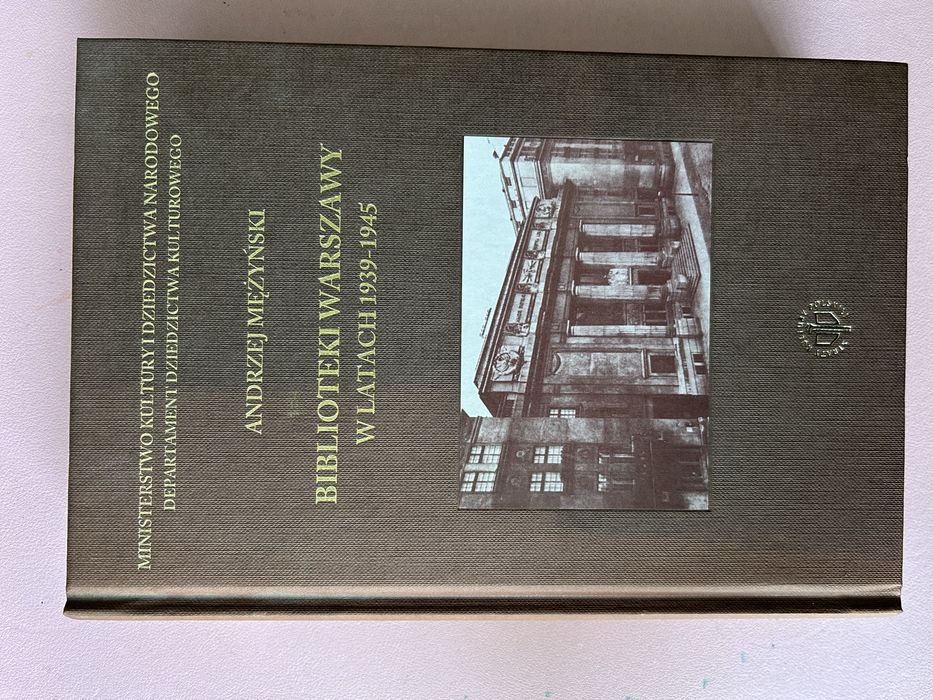 MINISTERSTWO KULTURY I DZIEDZICTWA NARODOWEGO
DEPARTAMENT DZIEDZICTWA KULTUROWEGO
ANDRZEJ MĘŻYŃSKI
BIBLIOTEKI WARSZAWY
W LATACH 1939-1945